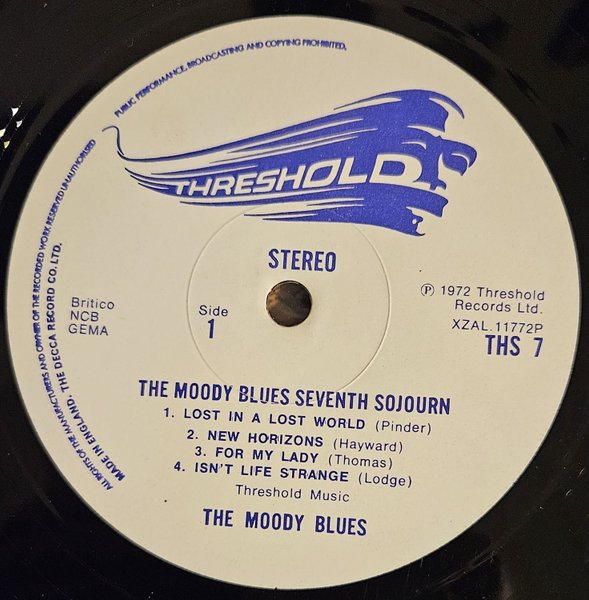 PUBLIC PERFORMANCE, BROADCASTING AND COPYING PROHIBITED.
ALL RIGHTS OF THE MANUFACTURERS AND OWNER OF THE RECORDED WORK RESERVED UNAUTHORISED
MADE IN ENGLAND. THE DECCA RECORD CO. LTD.
THRESHOLD
STEREO
Britico
NCB
GEMA
Side
1
Ⓟ 1972 Threshold
Records Ltd.
XZAL.11772P
THS 7
THE MOODY BLUES SEVENTH SOJOURN
1. LOST IN A LOST WORLD (Pinder)
2. NEW HORIZONS (Hayward)
3. FOR MY LADY (Thomas)
4. ISN'T LIFE STRANGE (Lodge)
Threshold Music
THE MOODY BLUES